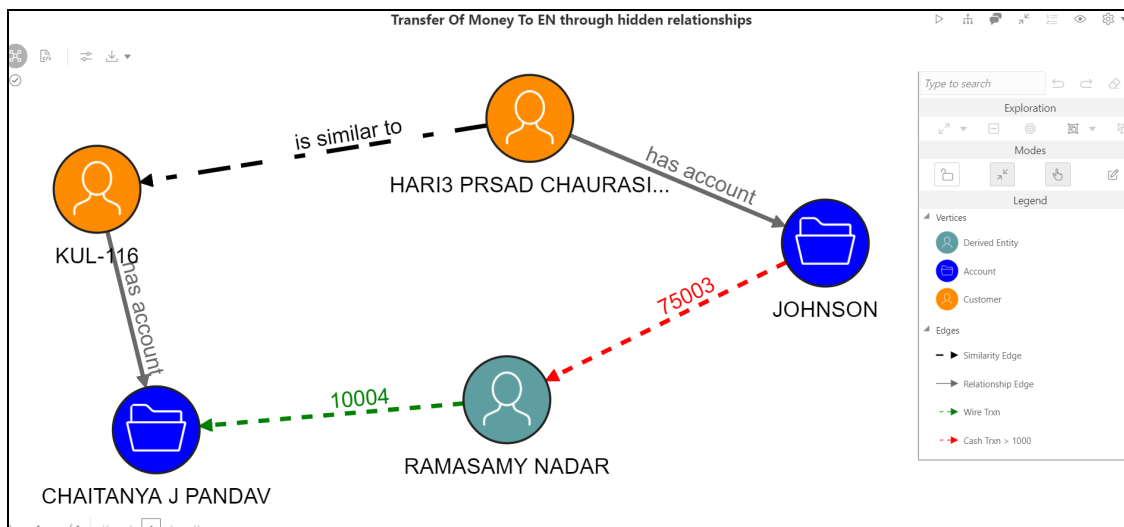 Transfer Of Money To EN through hidden relationships
is similar to
HARI3 PRSAD CHAURASI...
has account
KUL-116
has account
JOHNSON
75003
10004
RAMASAMY NADAR
CHAITANYA J PANDAV
Type to search
Exploration
Modes
Legend
Vertices
Derived Entity
Account
Customer
Edges
Similarity Edge
Relationship Edge
Wire Trxn
Cash Trxn > 1000